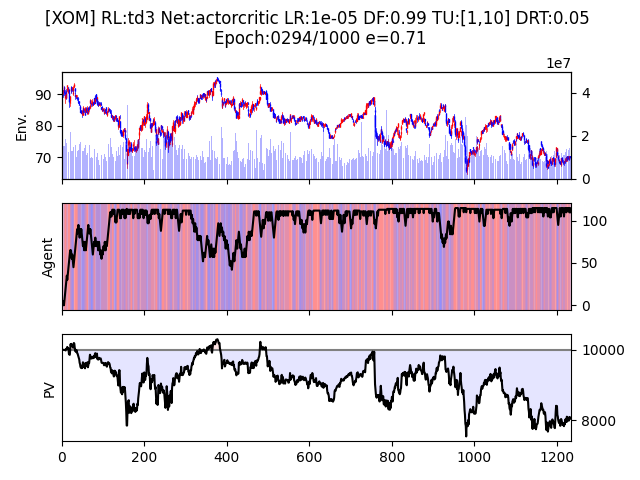 [XOM] RL:td3 Net:actorcritic LR:1e-05 DF:0.99 TU:[1,10] DRT:0.05
Epoch:0294/1000 e=0.71
1e7
Env.
90
80
70
4
2
0
Agent
100
50
0
PV
10000
8000
0 200 400 600 800 1000 1200